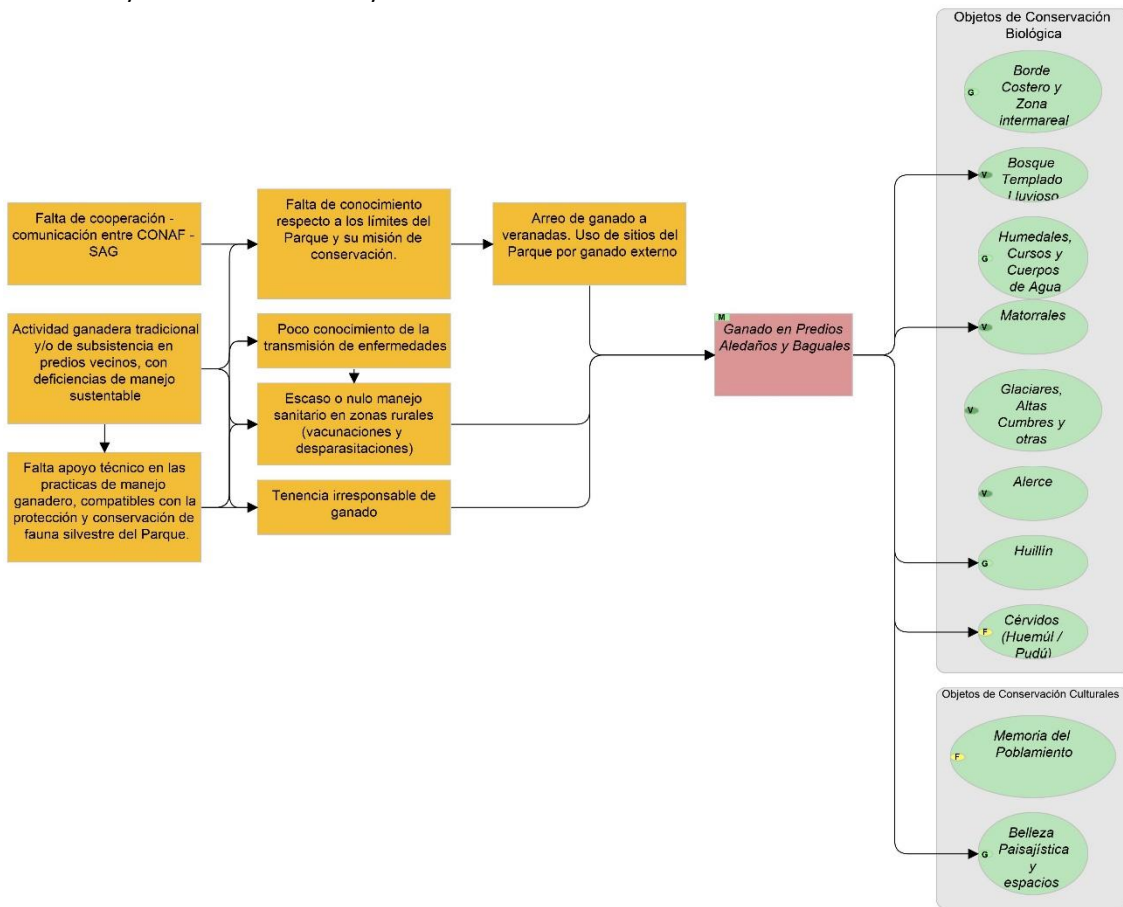 Objetos de Conservación
Biológica
G
Borde
Costero y
Zona
intermareal
V
Bosque
Templado
Lluvioso
G
Humedales,
Cursos y
Cuerpos
de Agua
V
Matorrales
V
Glaciares,
Altas
Cumbres y
otras
V
Alerce
G
Huillín
F
Cérvidos
(Huemúl /
Pudú)
Falta de cooperación -
comunicación entre CONAF -
SAG
Falta de conocimiento
respecto a los límites del
Parque y su misión de
conservación.
Arreo de ganado a
veranadas. Uso de sitios del
Parque por ganado externo
Actividad ganadera tradicional
y/o de subsistencia en
predios vecinos, con
deficiencias de manejo
sustentable
Poco conocimiento de la
transmisión de enfermedades
Escaso o nulo manejo
sanitario en zonas rurales
(vacunaciones y
desparasitaciones)
Falta apoyo técnico en las
practicas de manejo
ganadero, compatibles con la
protección y conservación de
fauna silvestre del Parque.
Tenencia irresponsable de
ganado
M
Ganado en Predios
Aledaños y Baguales
Objetos de Conservación Culturales
F
Memoria del
Poblamiento
G
Belleza
Paisajística
y
espacios